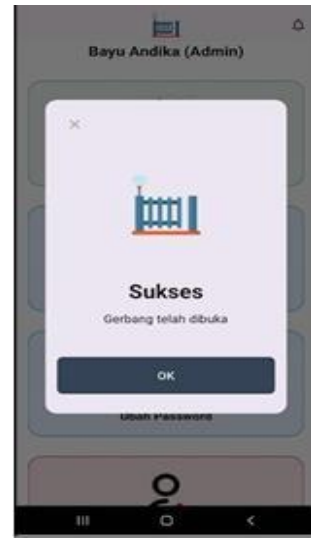 Bayu Andika (Admin)
Sukses
Gerbang telah dibuka
OK
Ubah Password